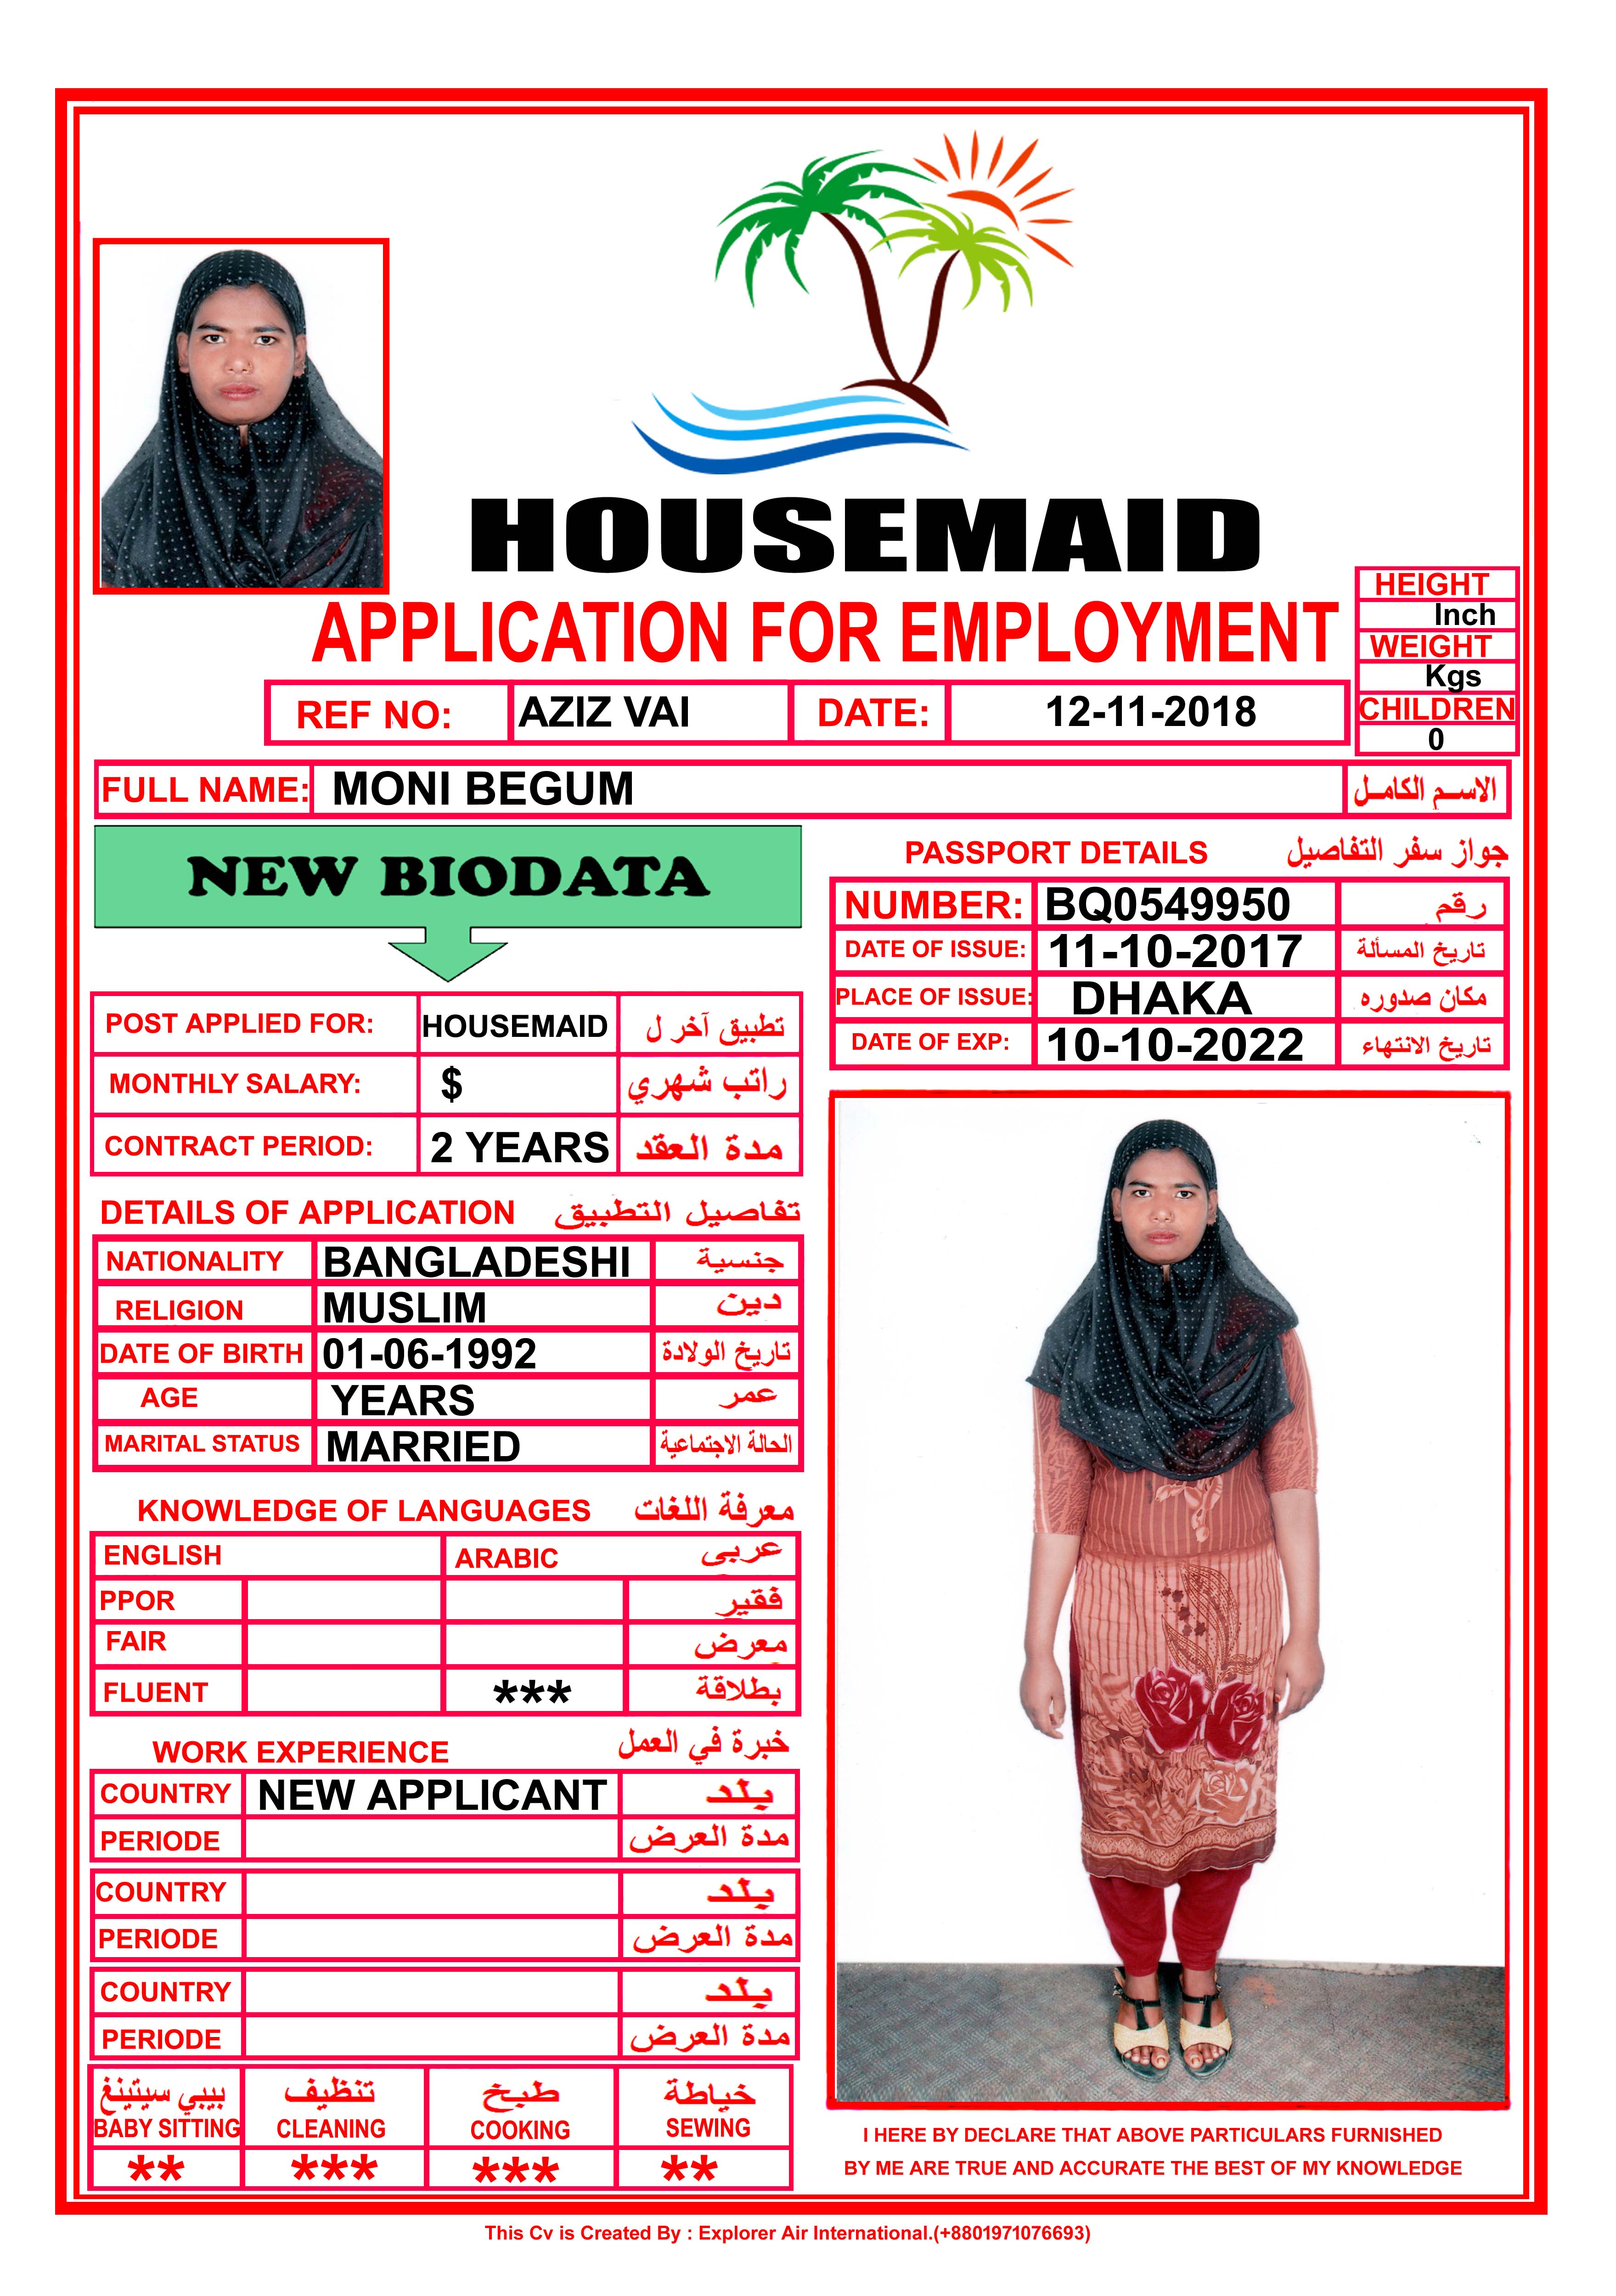 HOUSEMAID
APPLICATION FOR EMPLOYMENT
HEIGHT
Inch
WEIGHT
Kgs
CHILDREN
0
REF NO: AZIZ VAI DATE: 12-11-2018
FULL NAME: MONI BEGUM الاسم الكامل
NEW BIODATA
POST APPLIED FOR: HOUSEMAID تطبيق آخر ل
MONTHLY SALARY: $ راتب شهري
CONTRACT PERIOD: 2 YEARS مدة العقد
PASSPORT DETAILS جواز سفر التفاصيل
NUMBER: BQ0549950 رقم
DATE OF ISSUE: 11-10-2017 تاريخ المسألة
PLACE OF ISSUE: DHAKA مكان صدوره
DATE OF EXP: 10-10-2022 تاريخ الانتهاء
DETAILS OF APPLICATION تفاصيل التطبيق
NATIONALITY BANGLADESHI جنسية
RELIGION MUSLIM دين
DATE OF BIRTH 01-06-1992 تاريخ الولادة
AGE YEARS عمر
MARITAL STATUS MARRIED الحالة الاجتماعية
KNOWLEDGE OF LANGUAGES معرفة اللغات
ENGLISH ARABIC عربى
PPOR فقير
FAIR معرض
FLUENT *** بطلاقة
WORK EXPERIENCE خبرة في العمل
COUNTRY NEW APPLICANT بلد
PERIODE مدة العرض
COUNTRY بلد
PERIODE مدة العرض
COUNTRY بلد
PERIODE مدة العرض
بيبي سيتينغ تنظيف طبخ خياطة
BABY SITTING CLEANING COOKING SEWING
** *** *** **
I HERE BY DECLARE THAT ABOVE PARTICULARS FURNISHED
BY ME ARE TRUE AND ACCURATE THE BEST OF MY KNOWLEDGE
This Cv is Created By : Explorer Air International.(+8801971076693)